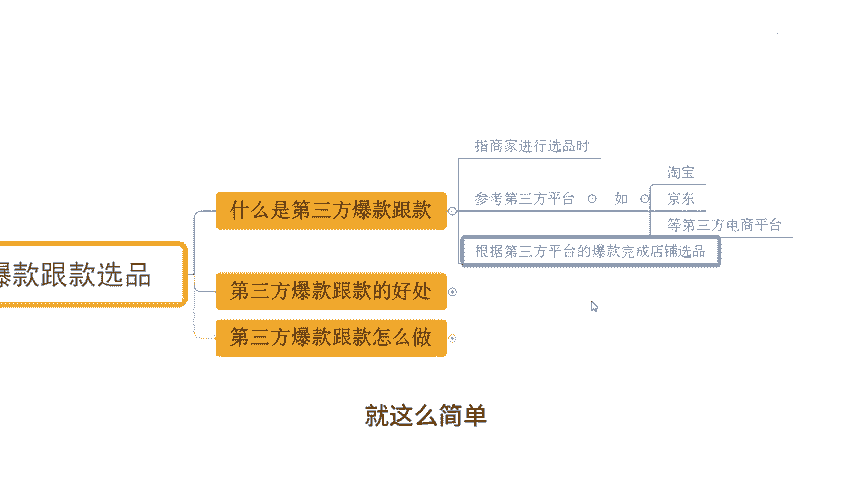 指商家进行选品时
淘宝
什么是第三方爆款跟款
参考第三方平台 如 京东
等第三方电商平台
根据第三方平台的爆款完成店铺选品
爆款跟款选品
第三方爆款跟款的好处
第三方爆款跟款怎么做
就这么简单